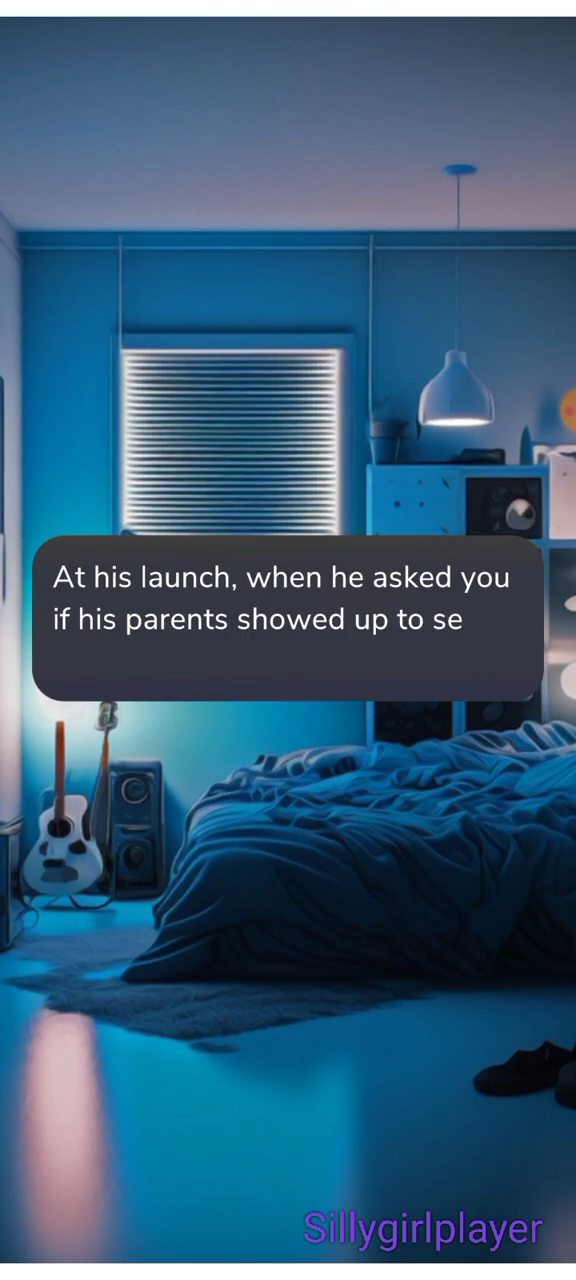 At his launch, when he asked you
if his parents showed up to se
Sillygirlplayer